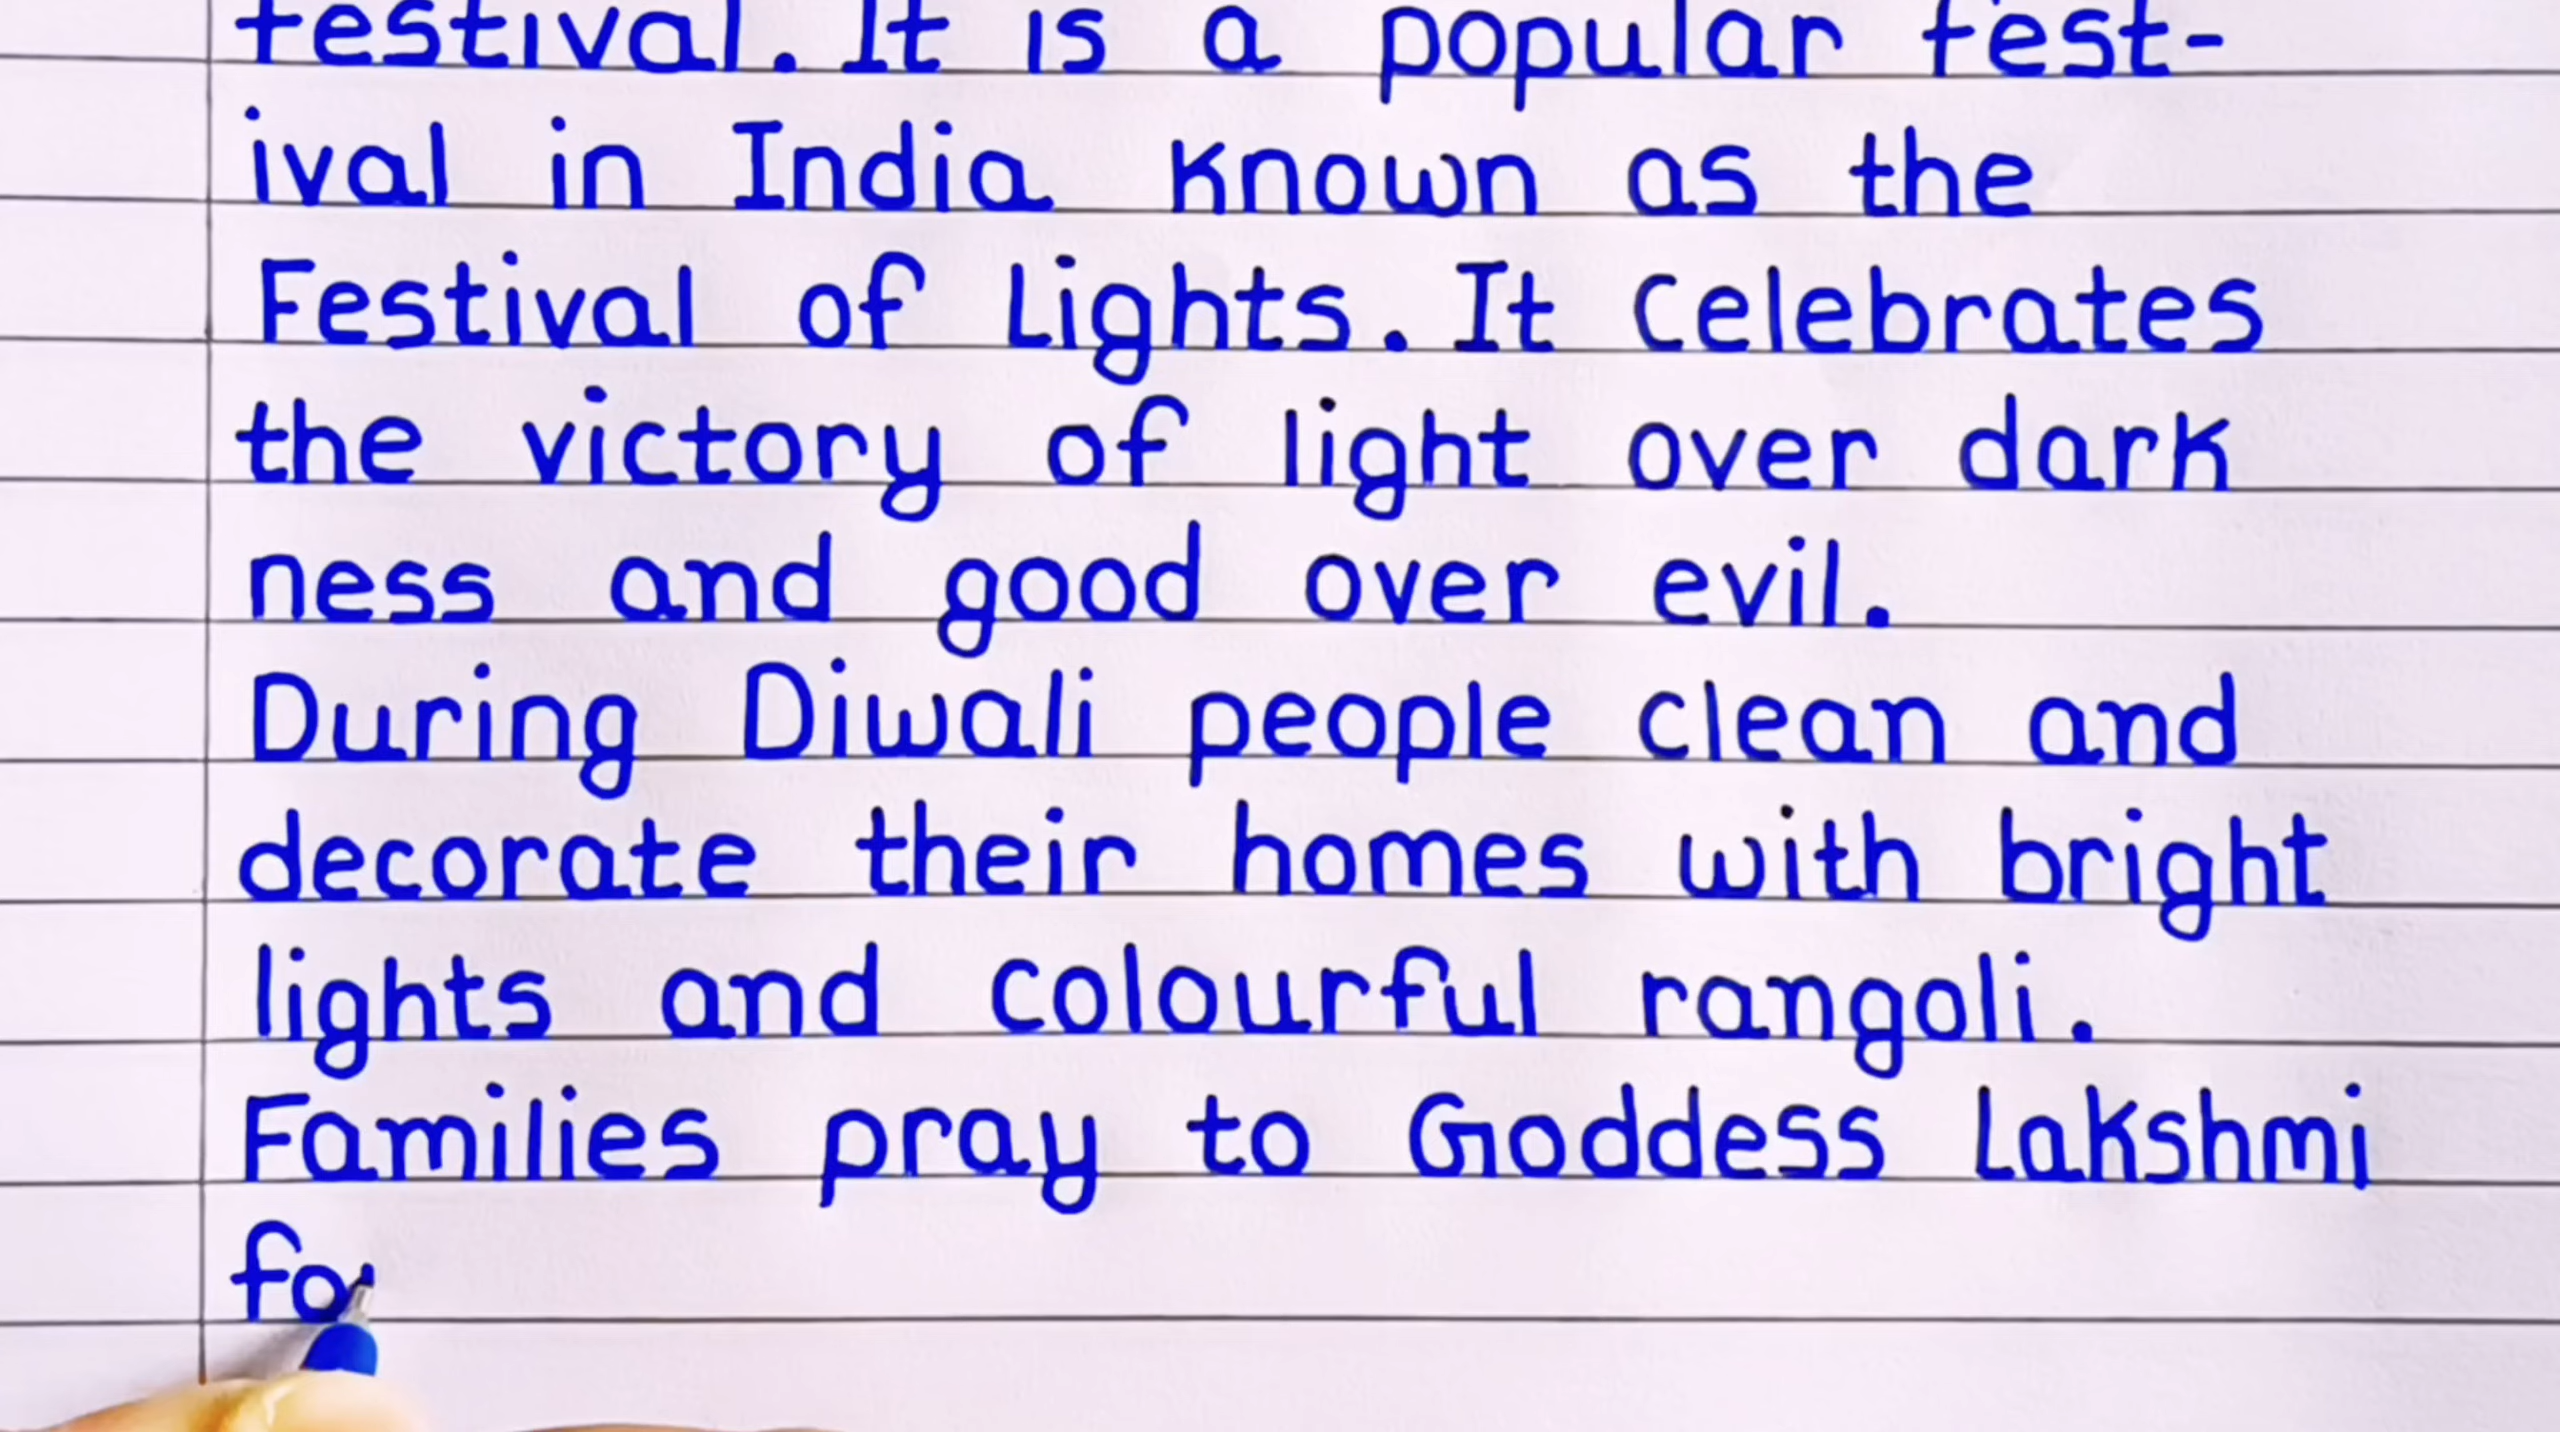 festival. It is a popular fest-
ival in India known as the
Festival of Lights. It Celebrates
the victory of light over dark
ness and good over evil.
During Diwali people clean and
decorate their homes with bright
lights and colourful rangoli.
Families pray to Goddess Lakshmi
fo